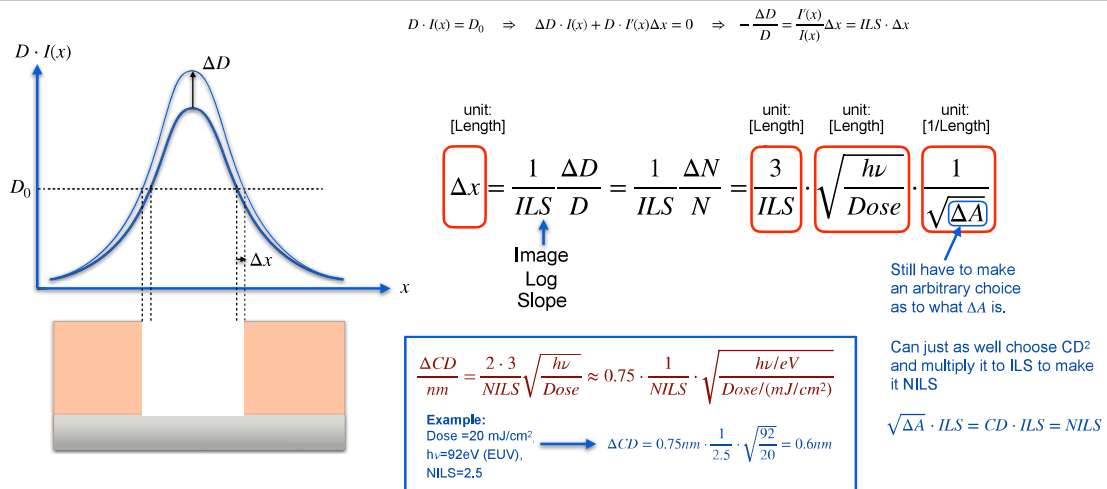 D · I(x) = D₀ ⇒ ΔD · I(x) + D · I′(x)Δx = 0 ⇒ −ΔD/D = I′(x)/I(x) Δx = ILS · Δx
D · I(x)
ΔD
D₀
Δx
x
unit:
[Length]
unit:
[Length]
unit:
[Length]
unit:
[1/Length]
Δx = 1/ILS ΔD/D = 1/ILS ΔN/N = 3/ILS · √(hν/Dose) · 1/√ΔA
Image
Log
Slope
Still have to make
an arbitrary choice
as to what ΔA is.
Can just as well choose CD²
and multiply it to ILS to make
it NILS
√ΔA · ILS = CD · ILS = NILS
ΔCD/nm = 2 · 3/NILS √(hν/Dose) ≈ 0.75 · 1/NILS · √((hν/eV)/(Dose/(mJ/cm²)))
Example:
Dose =20 mJ/cm²,
hν=92eV (EUV),
NILS=2.5
ΔCD = 0.75nm · 1/2.5 · √(92/20) = 0.6nm